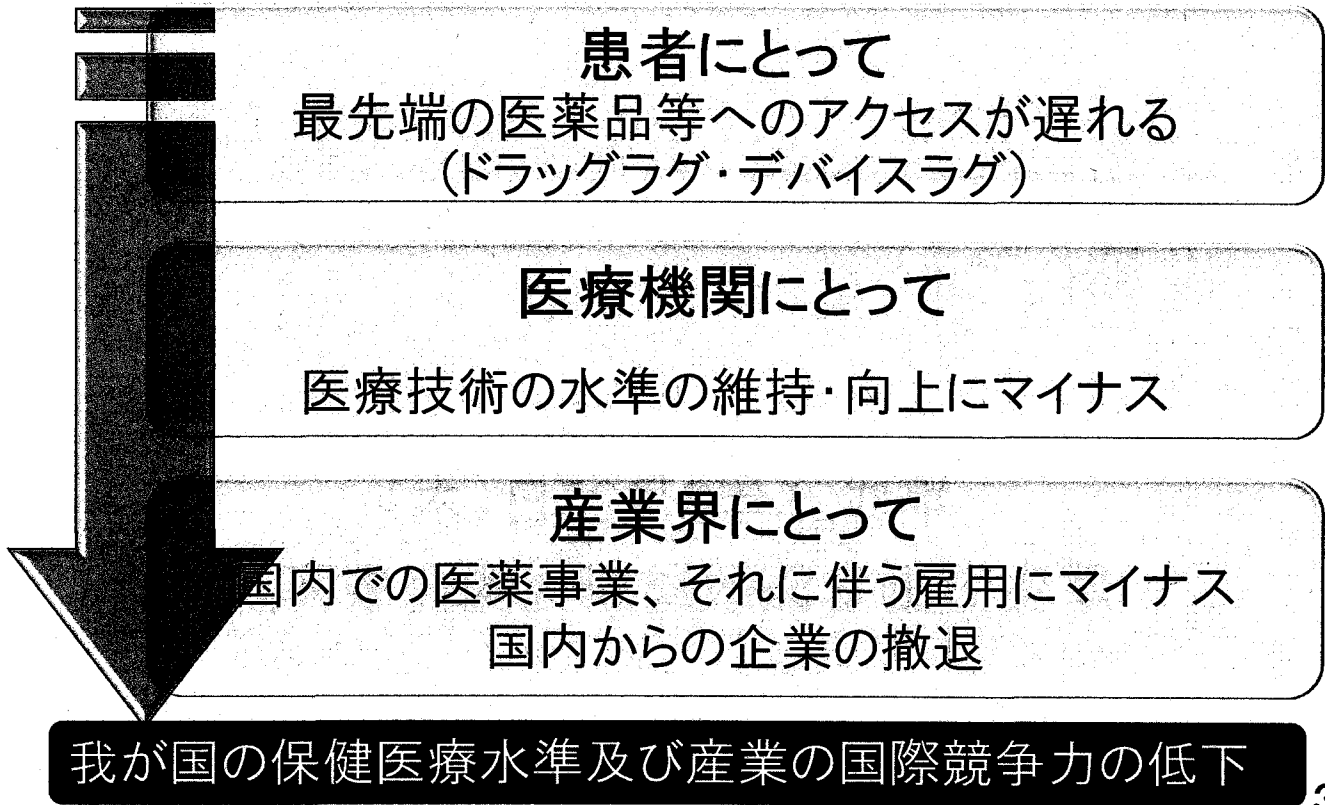 患者にとって
最先端の医薬品等へのアクセスが遅れる
(ドラッグラグ・デバイスラグ)
医療機関にとって
医療技術の水準の維持・向上にマイナス
産業界にとって
国内での医薬事業、それに伴う雇用にマイナス
国内からの企業の撤退
我が国の保健医療水準及び産業の国際競争力の低下